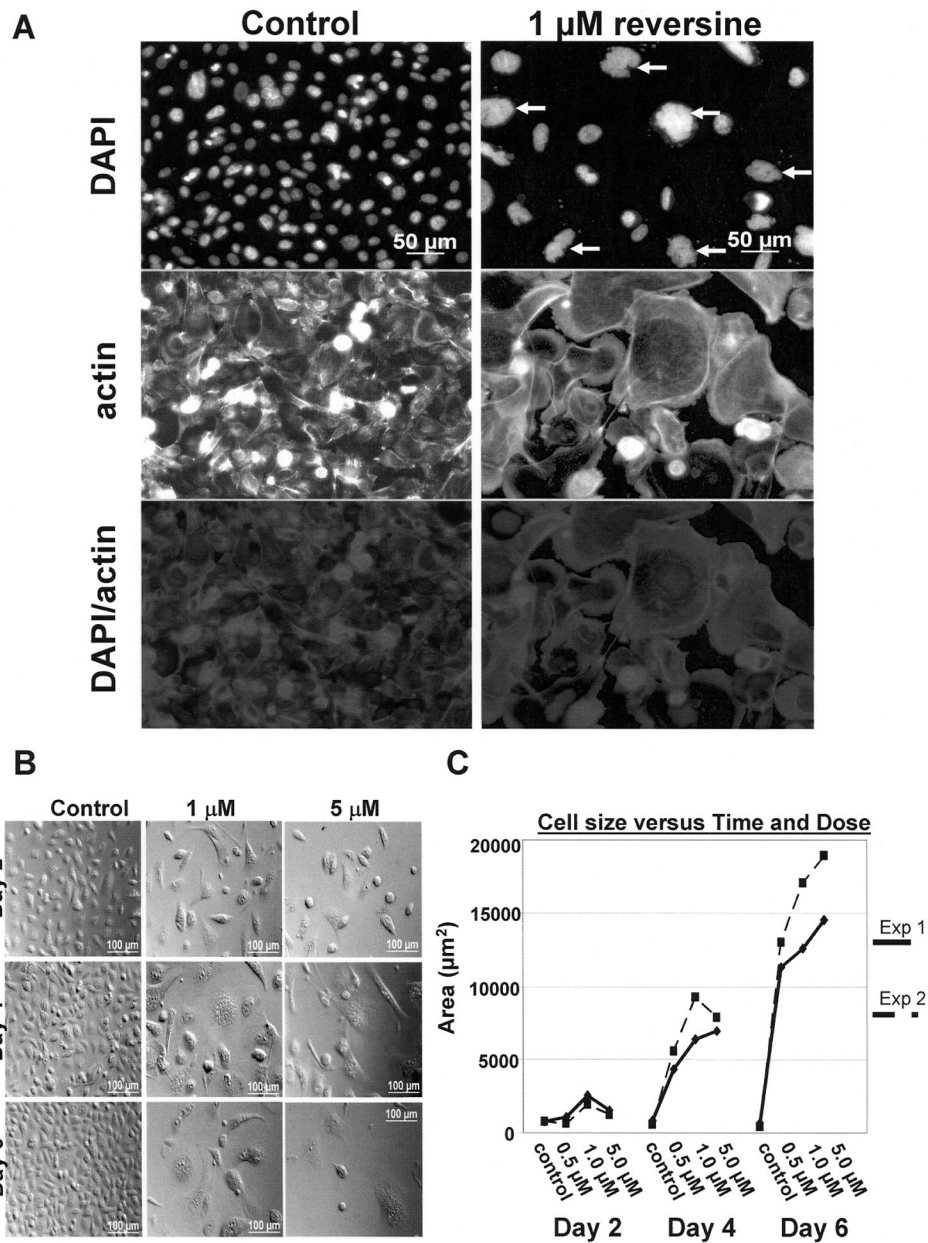 A
Control
1 µM reversine
DAPI
50 µm
50 µm
actin
DAPI/actin
B
Control
1 µM
5 µM
100 µm
100 µm
100 µm
100 µm
100 µm
100 µm
100 µm
100 µm
100 µm
C
Cell size versus Time and Dose
Area (µm²)
20000
15000
10000
5000
0
Exp 1
Exp 2
control
0.5 µM
1.0 µM
5.0 µM
control
0.5 µM
1.0 µM
5.0 µM
control
0.5 µM
1.0 µM
5.0 µM
Day 2
Day 4
Day 6